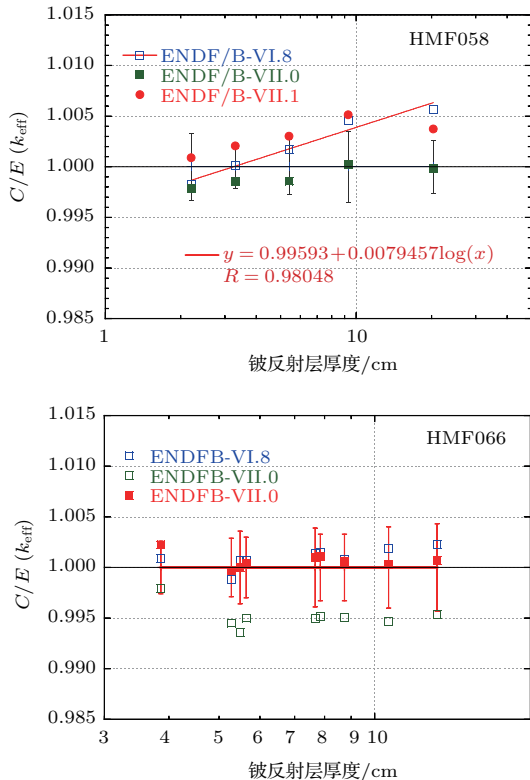 1.015
HMF058
ENDF/B-VI.8
1.010
ENDF/B-VII.0
ENDF/B-VII.1
1.005
C/E (keff)
1.000
0.995
y = 0.99593+0.0079457log(x)
0.990
R = 0.98048
0.985
1 10
铍反射层厚度/cm
1.015
HMF066
ENDFB-VI.8
1.010
ENDFB-VII.0
ENDFB-VII.0
1.005
C/E (keff)
1.000
0.995
0.990
0.985
3 4 5 6 7 8 9 10
铍反射层厚度/cm